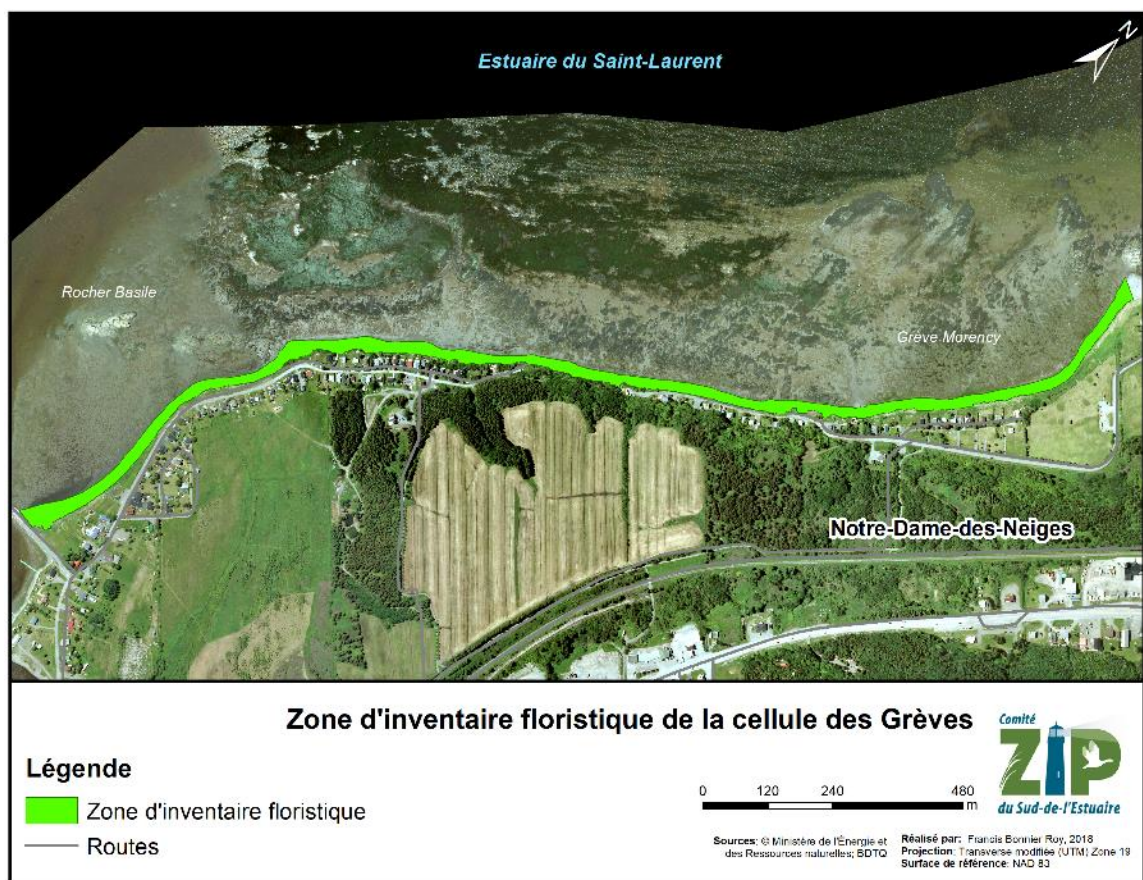 N
Estuaire du Saint-Laurent
Rocher Basile
Grève Morency
Notre-Dame-des-Neiges
Zone d'inventaire floristique de la cellule des Grèves
Légende
Zone d'inventaire floristique
Routes
0 120 240 480
m
Comité
ZIP
du Sud-de-l'Estuaire
Sources: © Ministère de l'Énergie et
des Ressources naturelles; BDTQ
Réalisé par: Francis Bonnier Roy, 2018
Projection: Transverse modifiée (UTM) Zone 19
Surface de référence: NAD 83